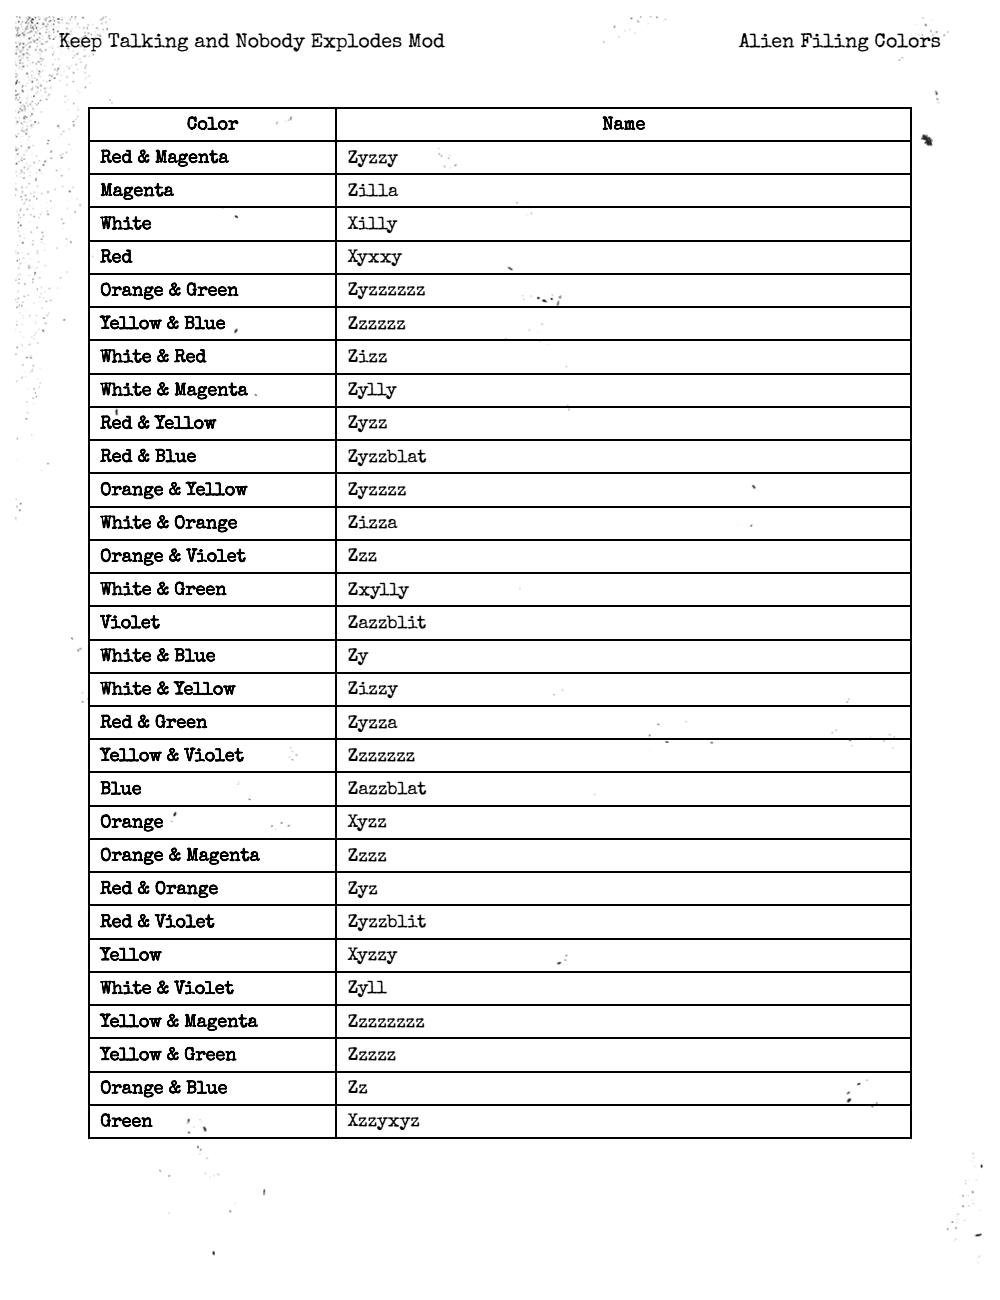 Keep Talking and Nobody Explodes Mod
Alien Filing Colors
Color Name
Red & Magenta Zyzzy
Magenta Zilla
White Xilly
Red Xyxxy
Orange & Green Zyzzzzzz
Yellow & Blue Zzzzzz
White & Red Zizz
White & Magenta Zylly
Red & Yellow Zyzz
Red & Blue Zyzzblat
Orange & Yellow Zyzzzz
White & Orange Zizza
Orange & Violet Zzz
White & Green Zxylly
Violet Zazzblit
White & Blue Zy
White & Yellow Zizzy
Red & Green Zyzza
Yellow & Violet Zzzzzzz
Blue Zazzblat
Orange Xyzz
Orange & Magenta Zzzz
Red & Orange Zyz
Red & Violet Zyzzblit
Yellow Xyzzy
White & Violet Zyll
Yellow & Magenta Zzzzzzzz
Yellow & Green Zzzzz
Orange & Blue Zz
Green Xzzyxyz